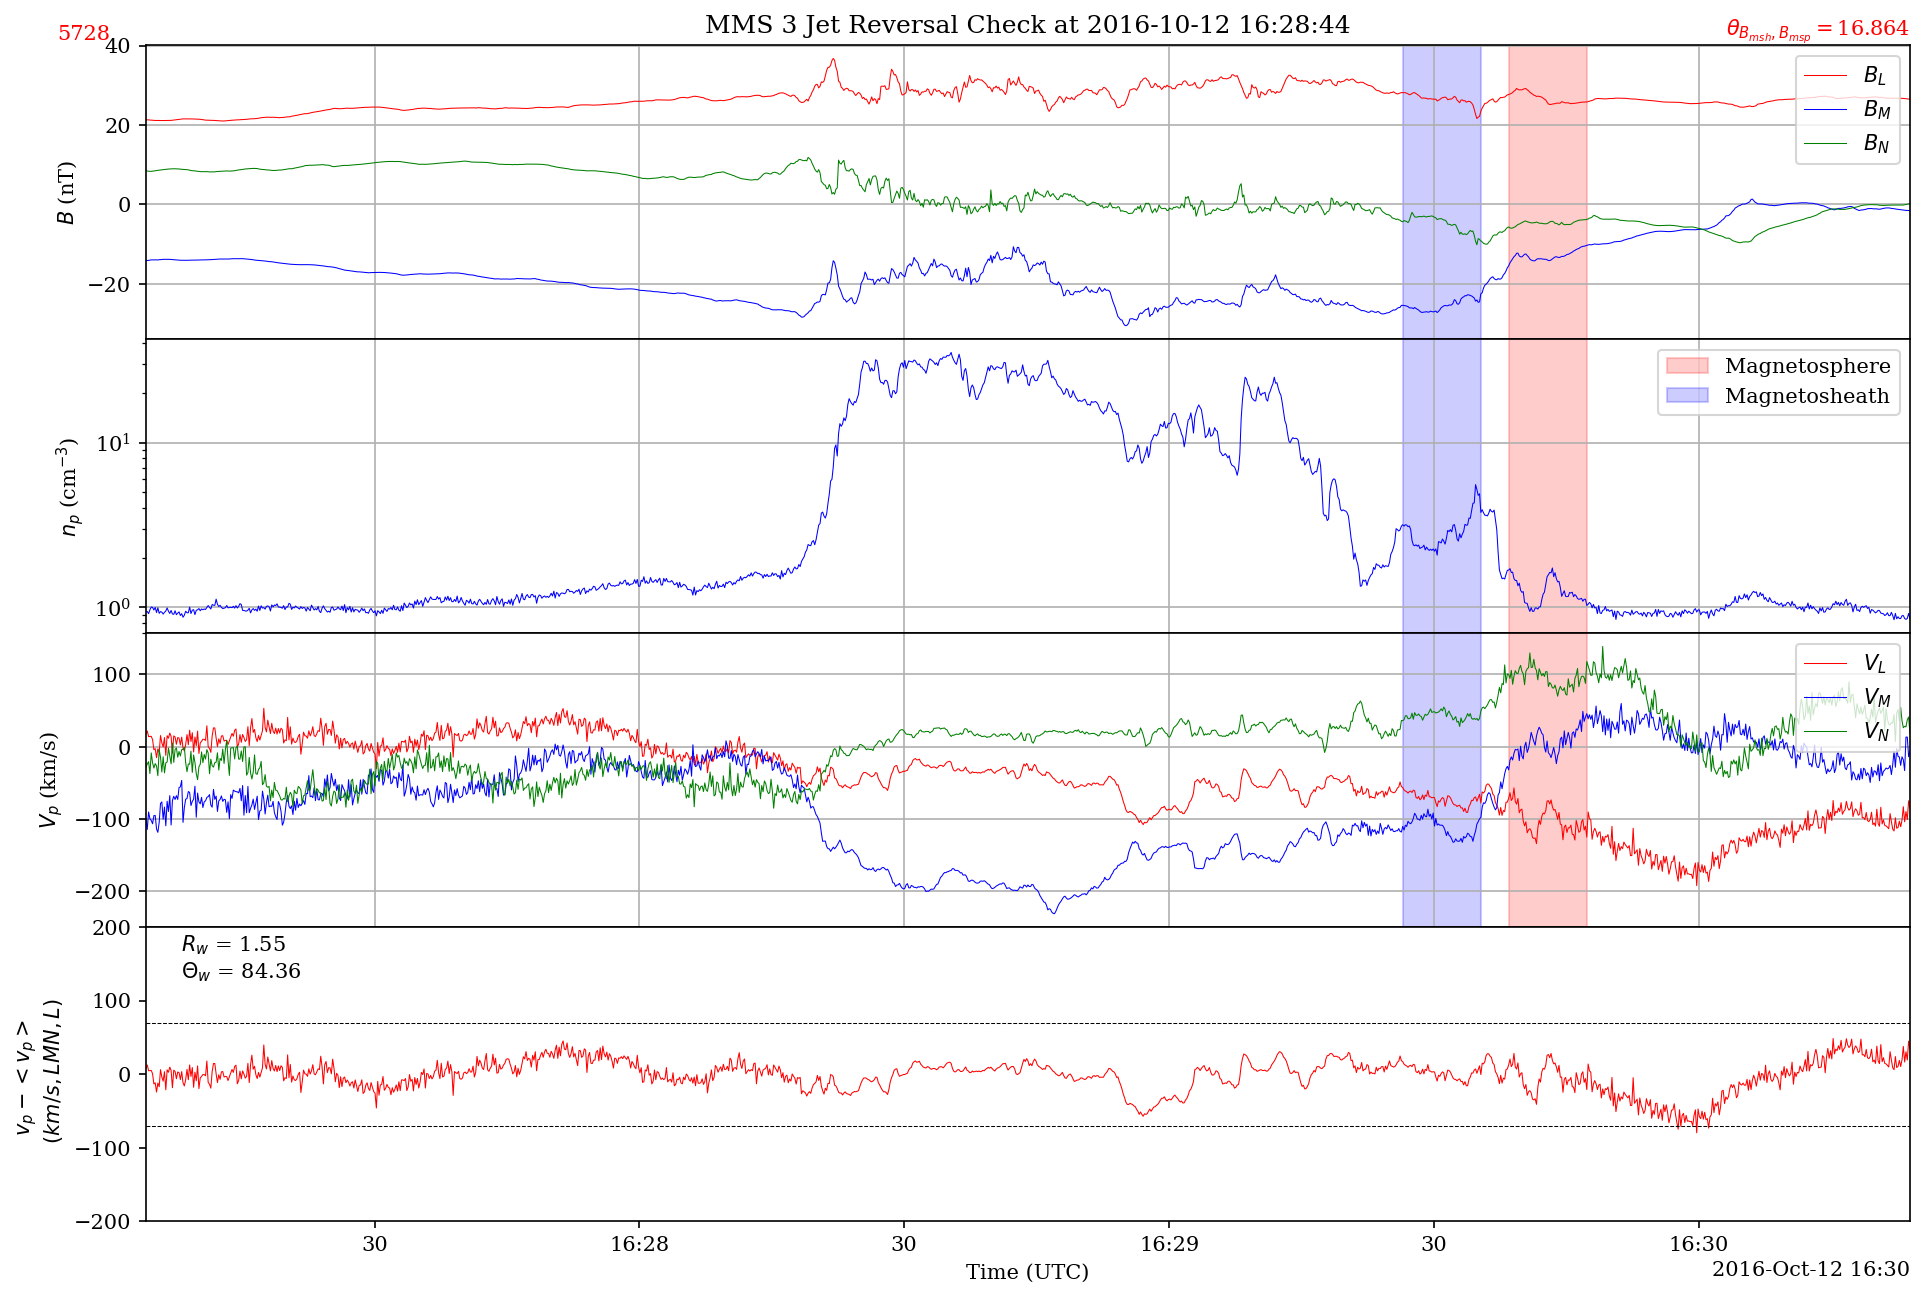 MMS 3 Jet Reversal Check at 2016-10-12 16:28:44
5728
θ_{B_{msh}, B_{msp}} = 16.864
40
20
0
−20
B (nT)
B_L
B_M
B_N
10^1
10^0
n_p (cm^{−3})
Magnetosphere
Magnetosheath
100
0
−100
−200
V_p (km/s)
V_L
V_M
V_N
200
100
0
−100
−200
v_p − <v_p>
(km/s, LMN, L)
R_w = 1.55
Θ_w = 84.36
30
16:28
30
16:29
30
16:30
Time (UTC)
2016-Oct-12 16:30